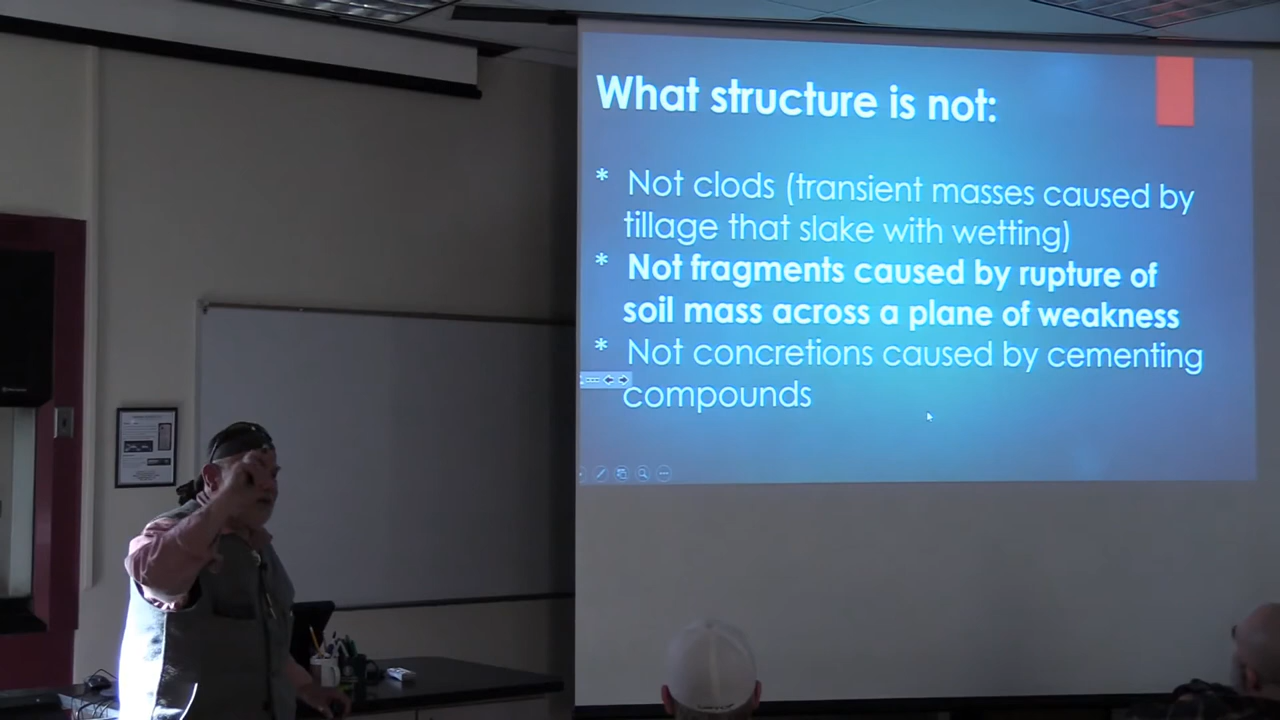 What structure is not:
* Not clods (transient masses caused by
tillage that slake with wetting)
* Not fragments caused by rupture of
soil mass across a plane of weakness
* Not concretions caused by cementing
compounds